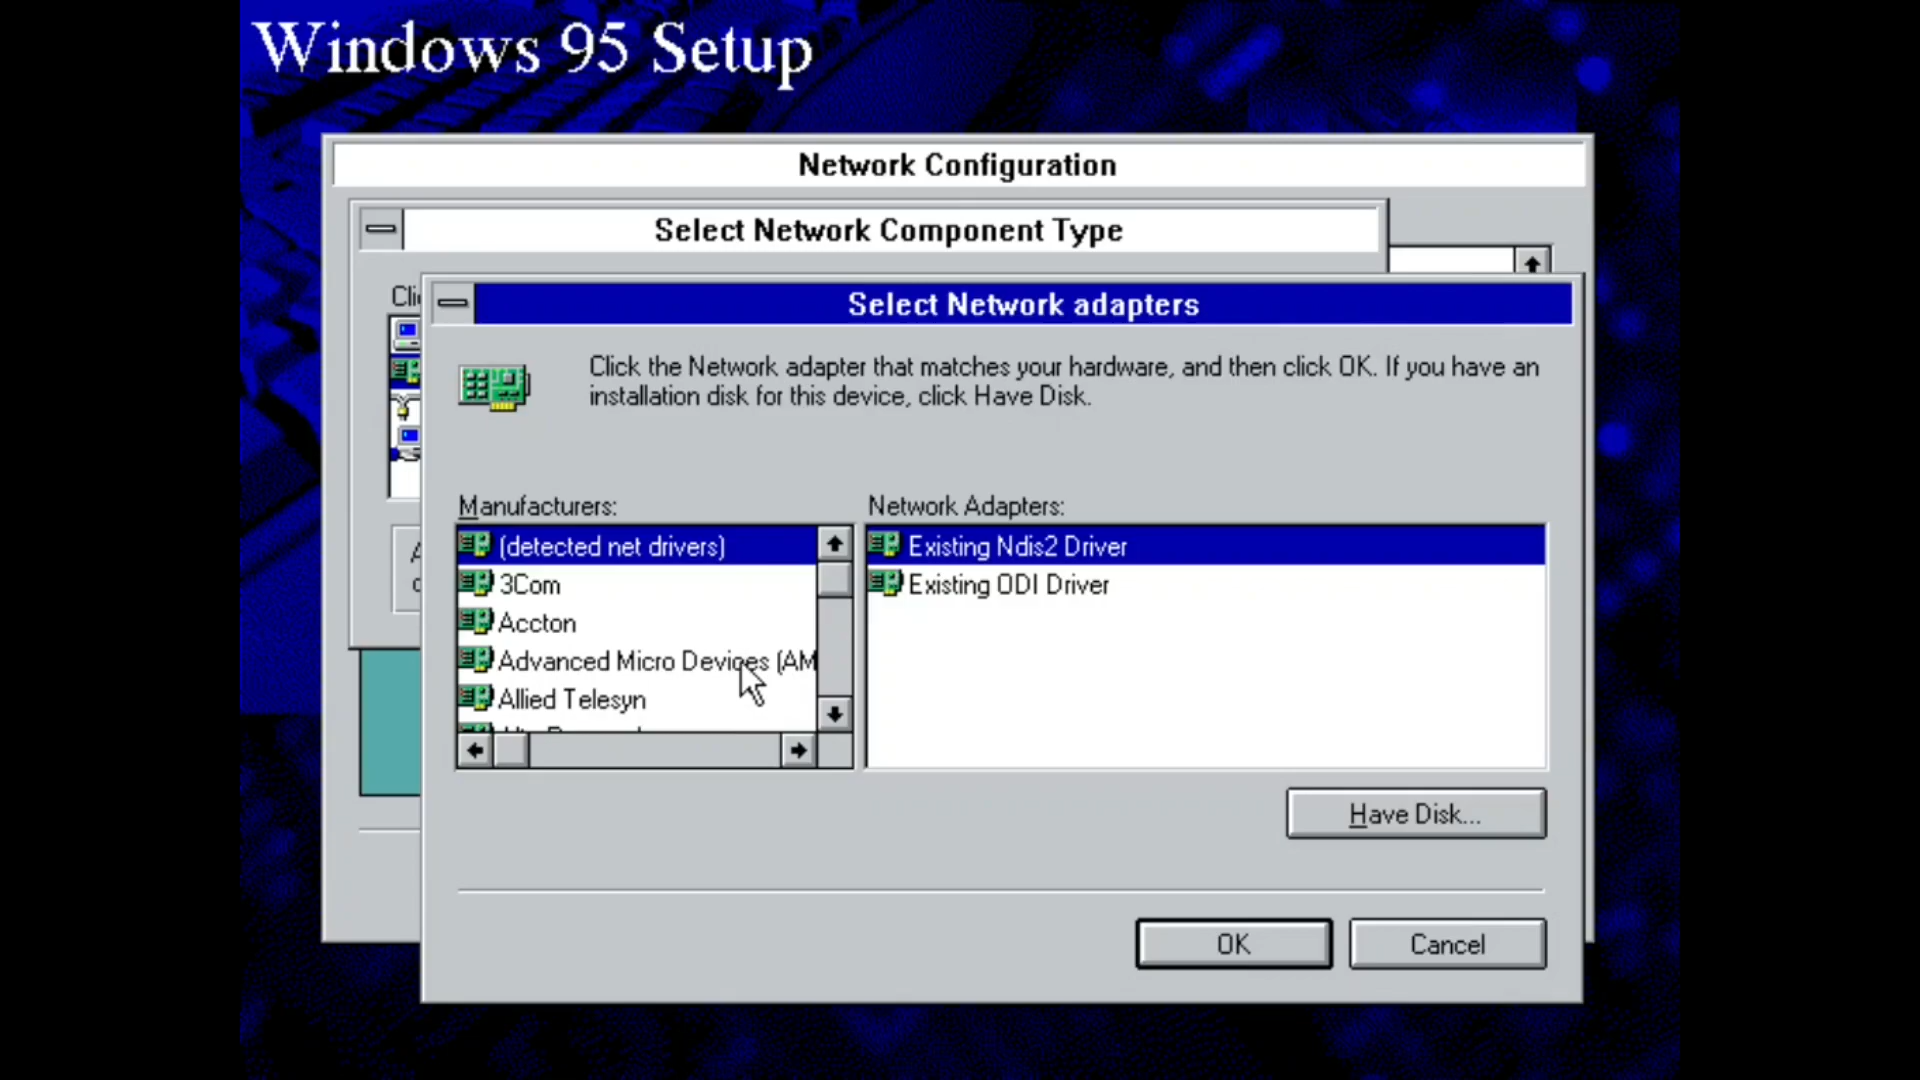 Windows 95 Setup
Network Configuration
Select Network Component Type
Cli
Select Network adapters
Click the Network adapter that matches your hardware, and then click OK. If you have an
installation disk for this device, click Have Disk.
Manufacturers:
(detected net drivers)
3Com
Accton
Advanced Micro Devices (AM
Allied Telesyn
Network Adapters:
Existing Ndis2 Driver
Existing ODI Driver
Have Disk...
OK
Cancel